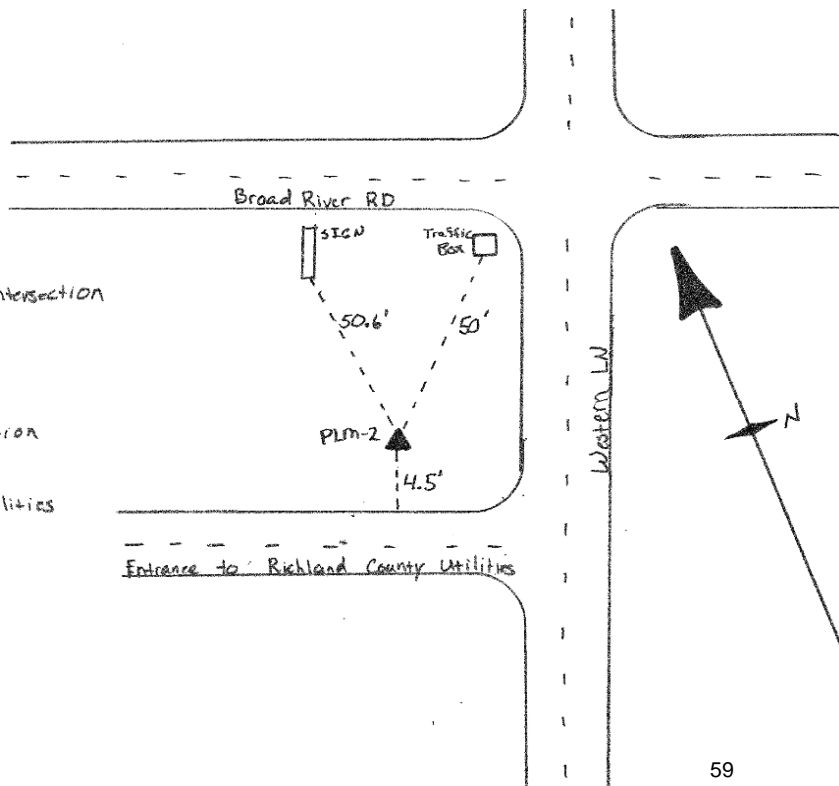 Broad River RD
SIGN
Traffic
Box
ntersection
50.6'
50'
Western LN
N
ion
PLM-2
lities
4.5'
Entrance to Richland County Utilities
59